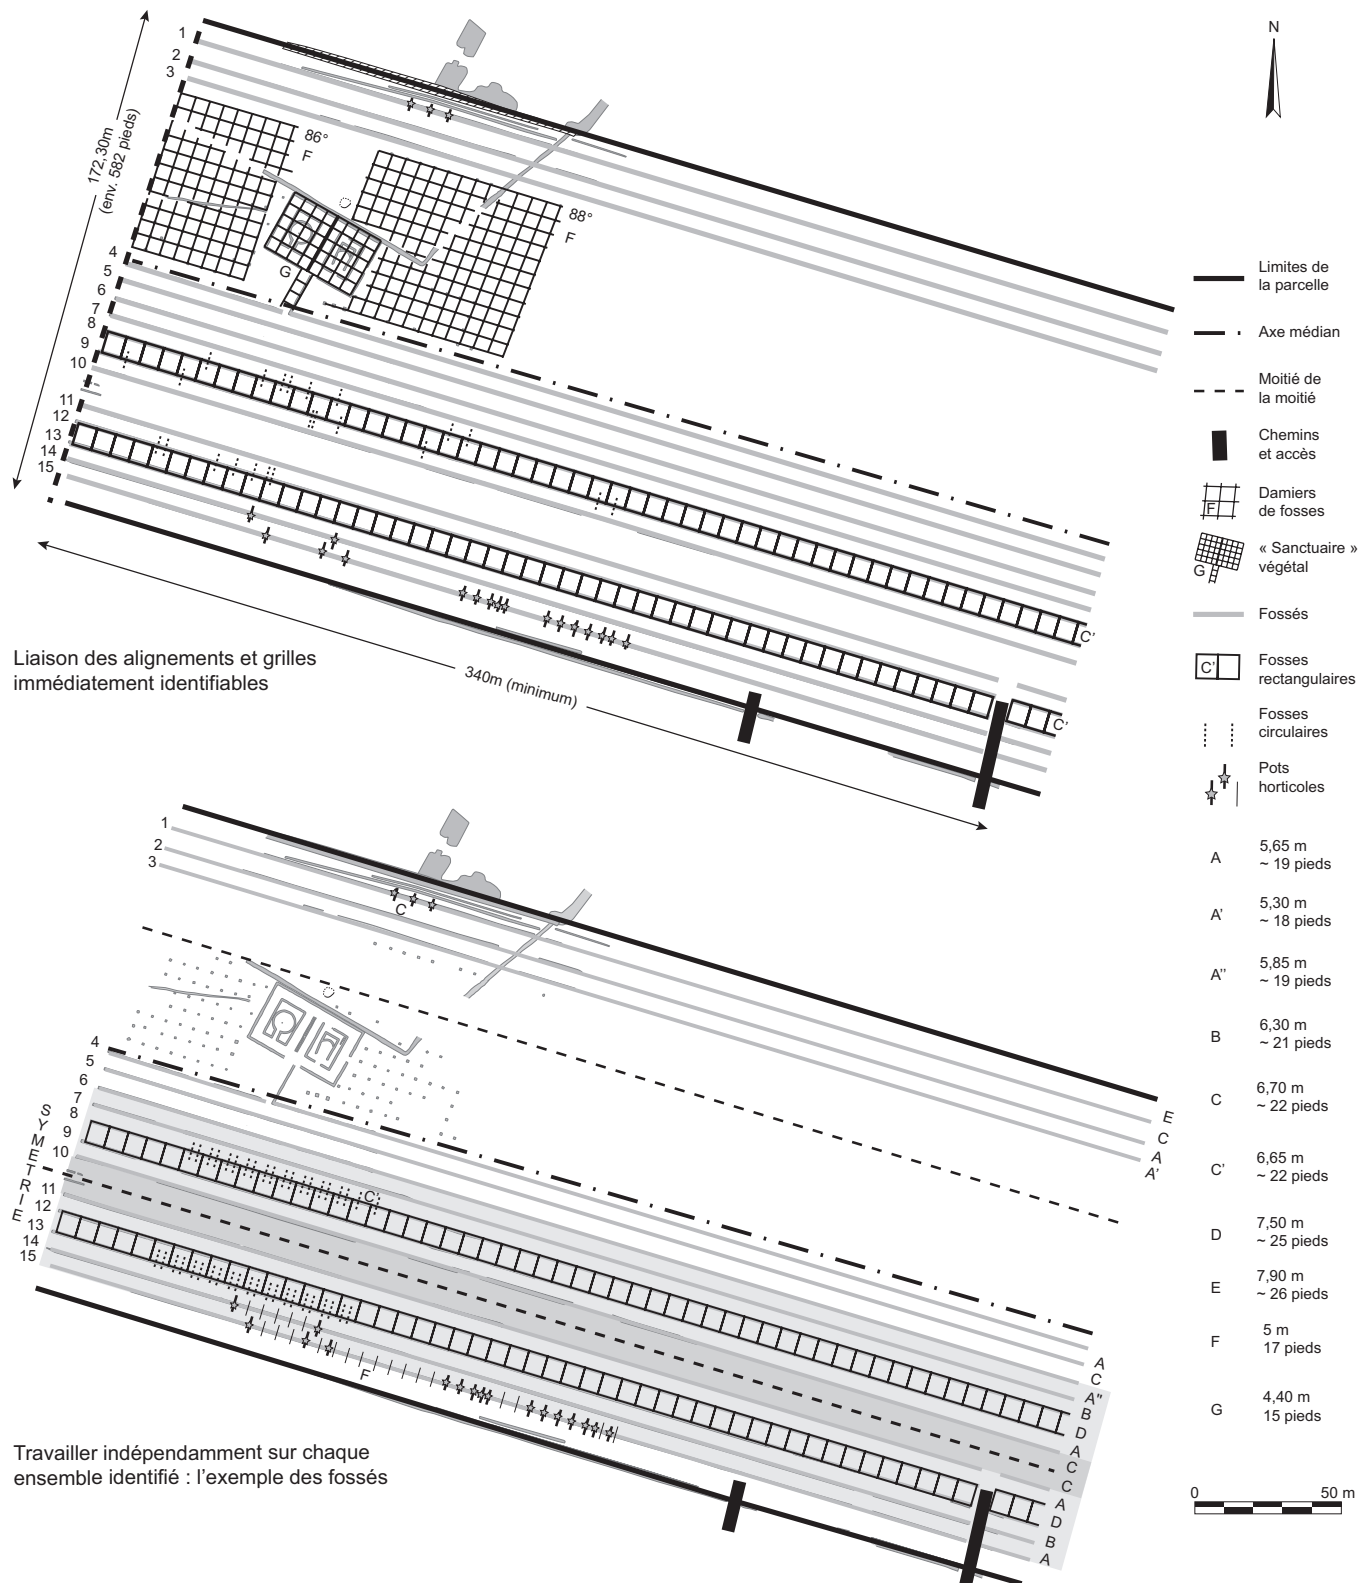 1
2
3
172,30m
(env. 582 pieds)
86°
F
88°
F
G
4
5
6
7
8
9
10
11
12
13
14
15
C'
C'
340m (minimum)
Liaison des alignements et grilles
immédiatement identifiables
N
Limites de
la parcelle
Axe médian
Moitié de
la moitié
Chemins
et accès
F
Damiers
de fosses
G
« Sanctuaire »
végétal
Fossés
C'
Fosses
rectangulaires
Fosses
circulaires
Pots
horticoles
A
5,65 m
~ 19 pieds
A'
5,30 m
~ 18 pieds
A''
5,85 m
~ 19 pieds
B
6,30 m
~ 21 pieds
C
6,70 m
~ 22 pieds
C'
6,65 m
~ 22 pieds
D
7,50 m
~ 25 pieds
E
7,90 m
~ 26 pieds
F
5 m
17 pieds
G
4,40 m
15 pieds
0 50 m
1
2
3
C
E
C
A
A'
4
5
6
7
8
9
10
11
12
13
14
15
SYMETRIE
C'
F
A
C
A''
B
D
A
C
C
A
D
B
A
Travailler indépendamment sur chaque
ensemble identifié : l'exemple des fossés